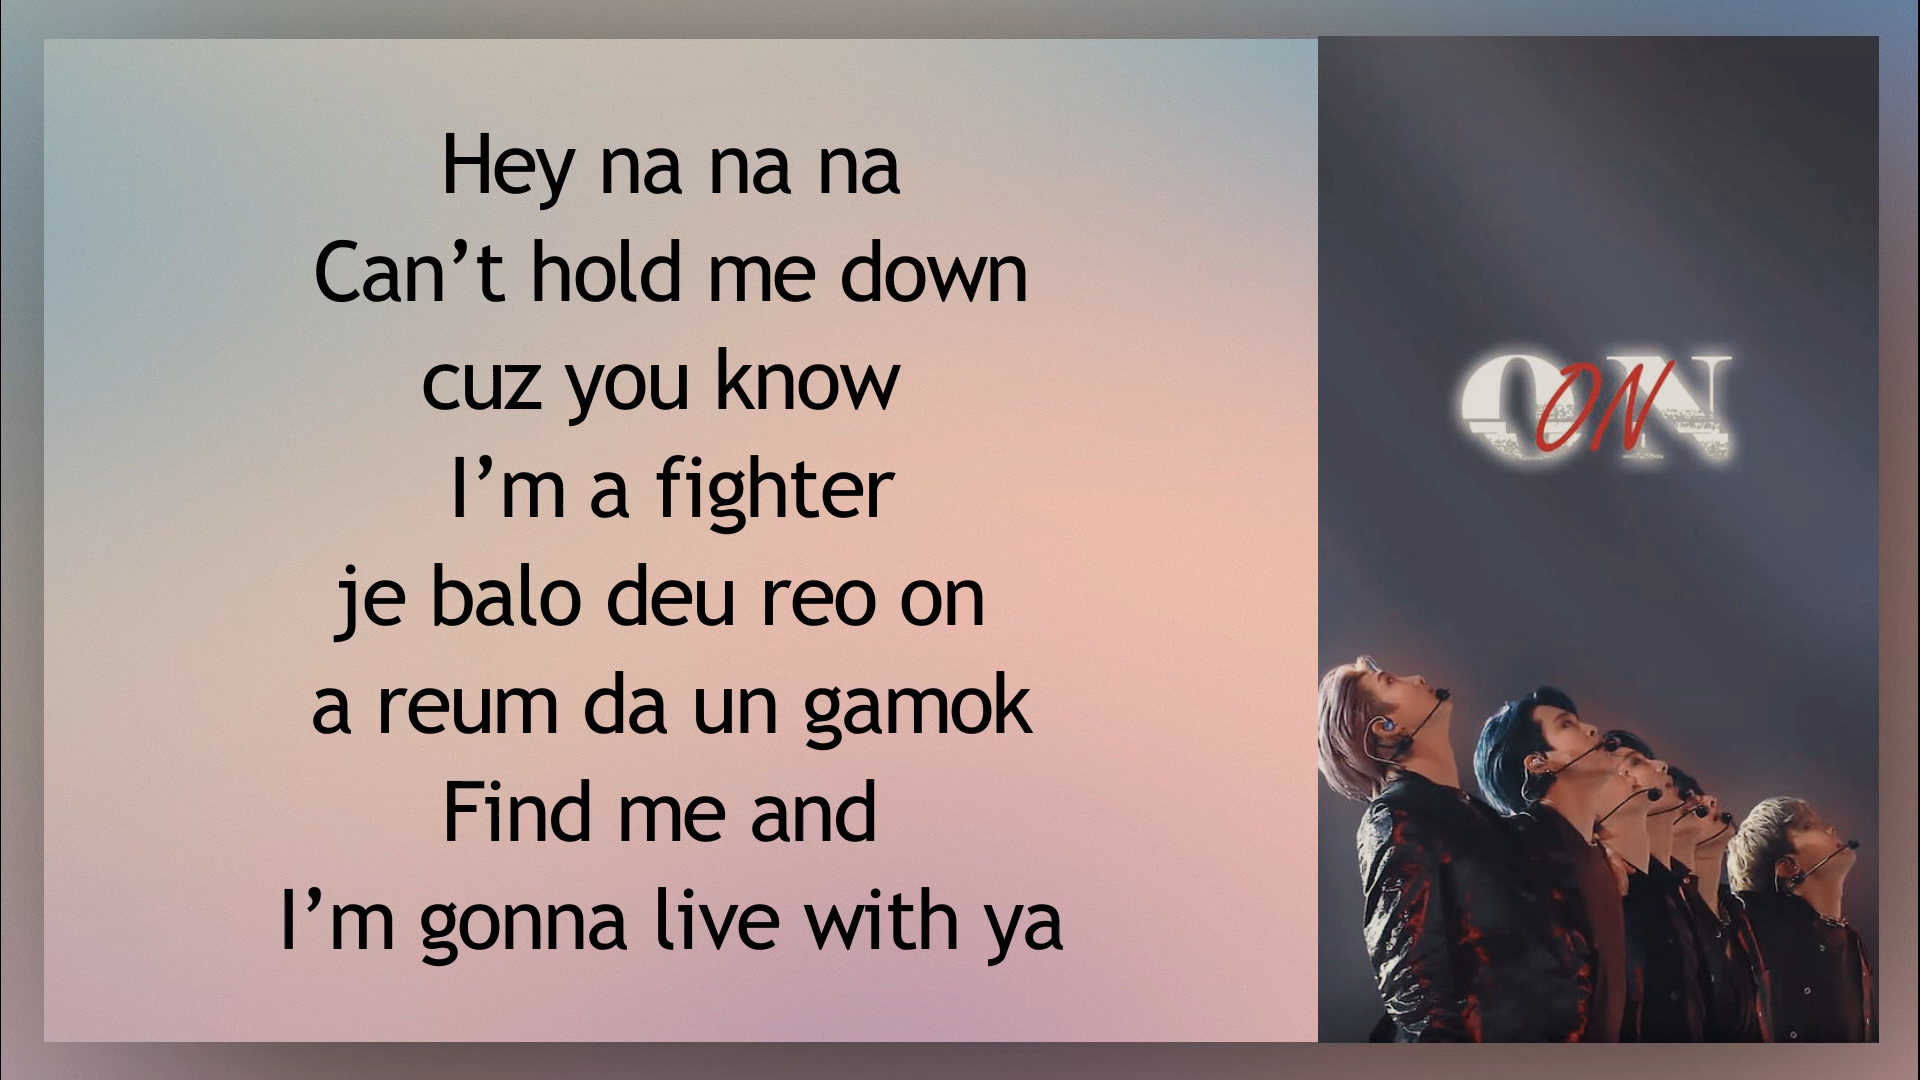 Hey na na na
Can’t hold me down
cuz you know
I’m a fighter
je balo deu reo on
a reum da un gamok
Find me and
I’m gonna live with ya
ON
ON